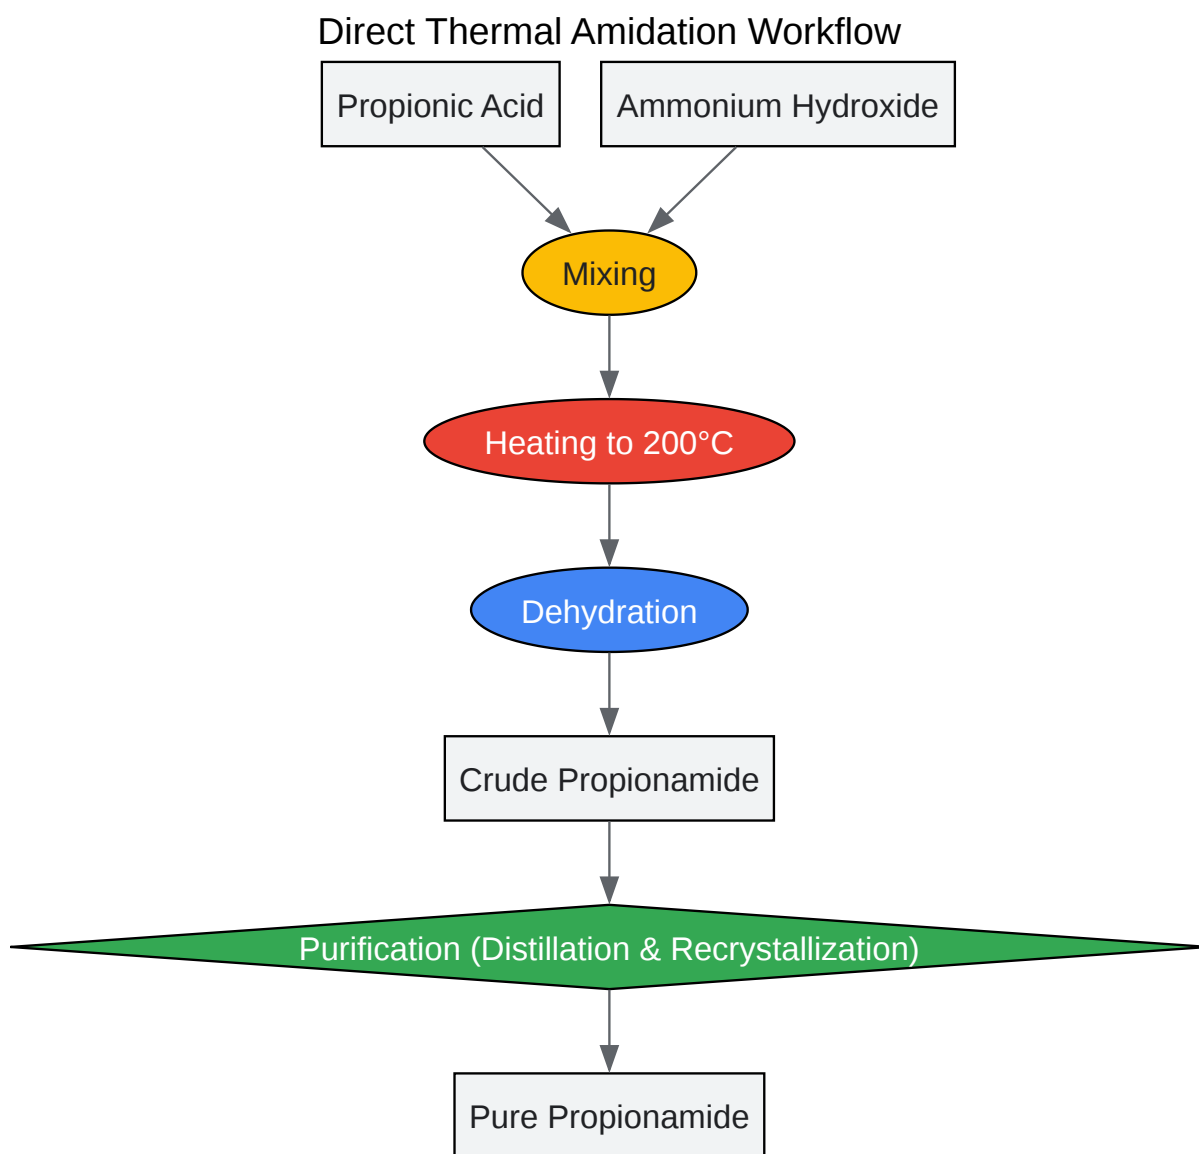 Direct Thermal Amidation Workflow
Propionic Acid
Ammonium Hydroxide
Mixing
Heating to 200°C
Dehydration
Crude Propionamide
Purification (Distillation & Recrystallization)
Pure Propionamide